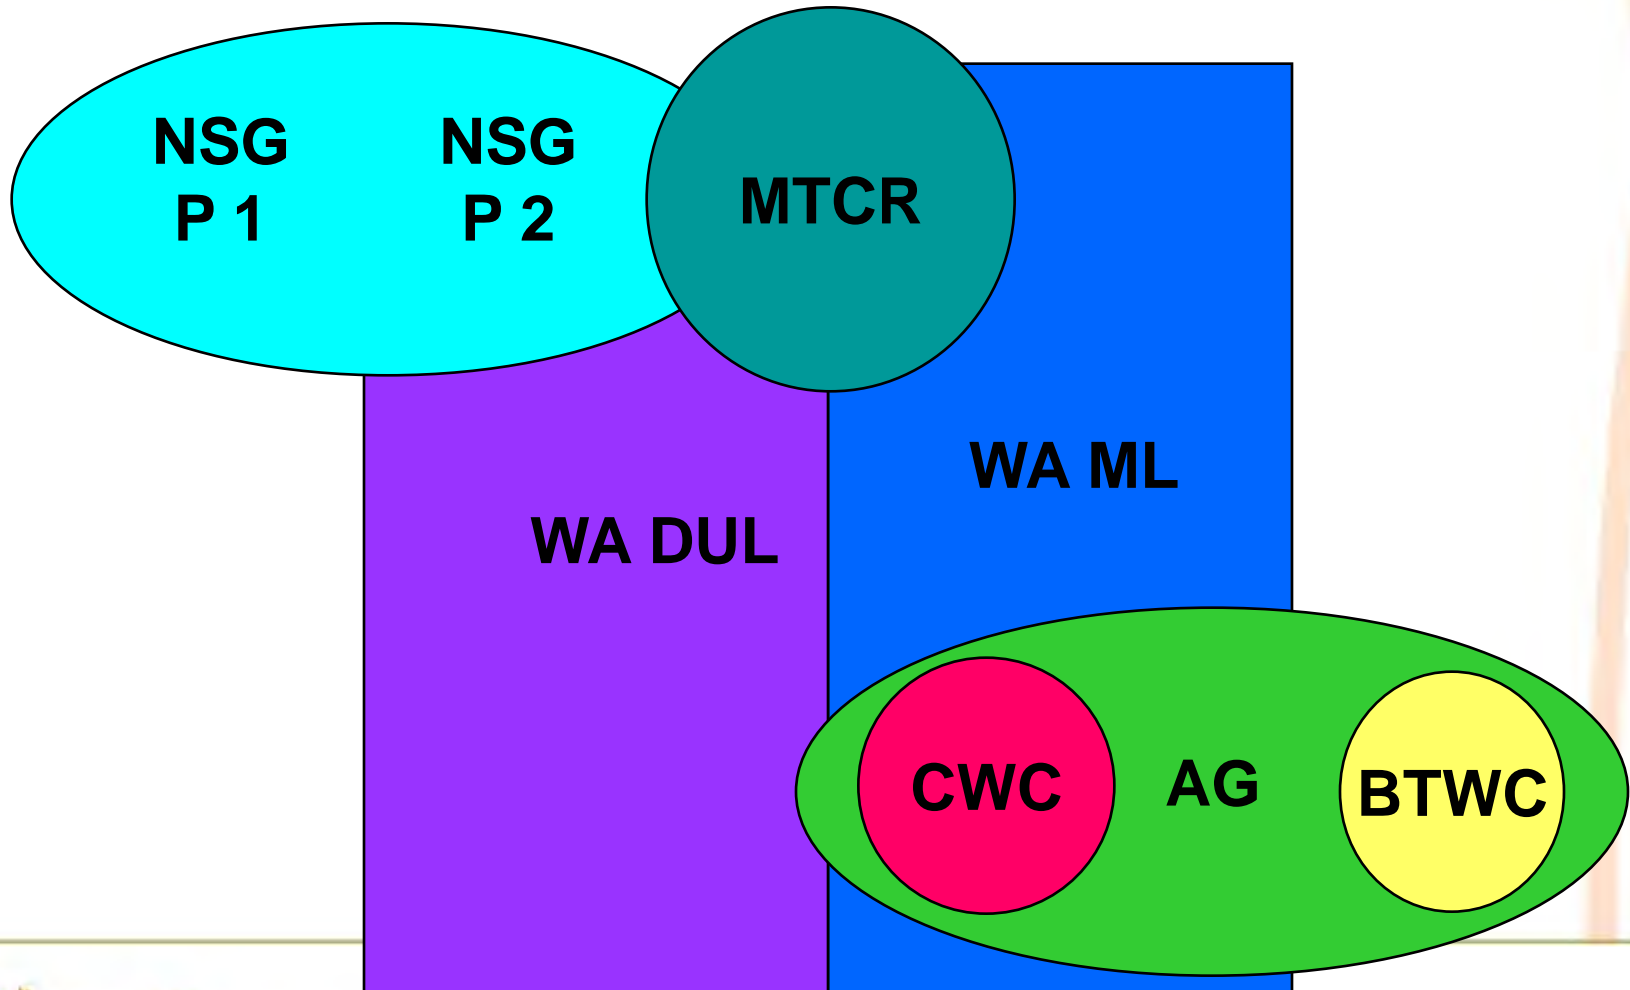 NSG
P 1
NSG
P 2
MTCR
WA ML
WA DUL
CWC
AG
BTWC